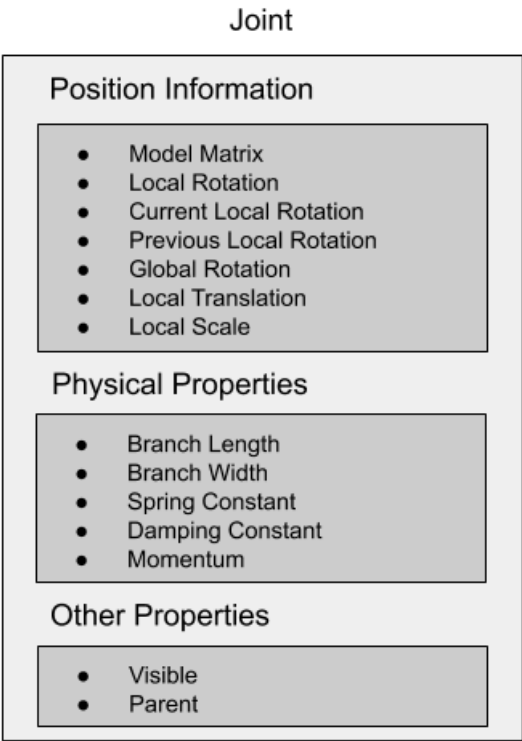 Joint
Position Information
● Model Matrix
● Local Rotation
● Current Local Rotation
● Previous Local Rotation
● Global Rotation
● Local Translation
● Local Scale
Physical Properties
● Branch Length
● Branch Width
● Spring Constant
● Damping Constant
● Momentum
Other Properties
● Visible
● Parent